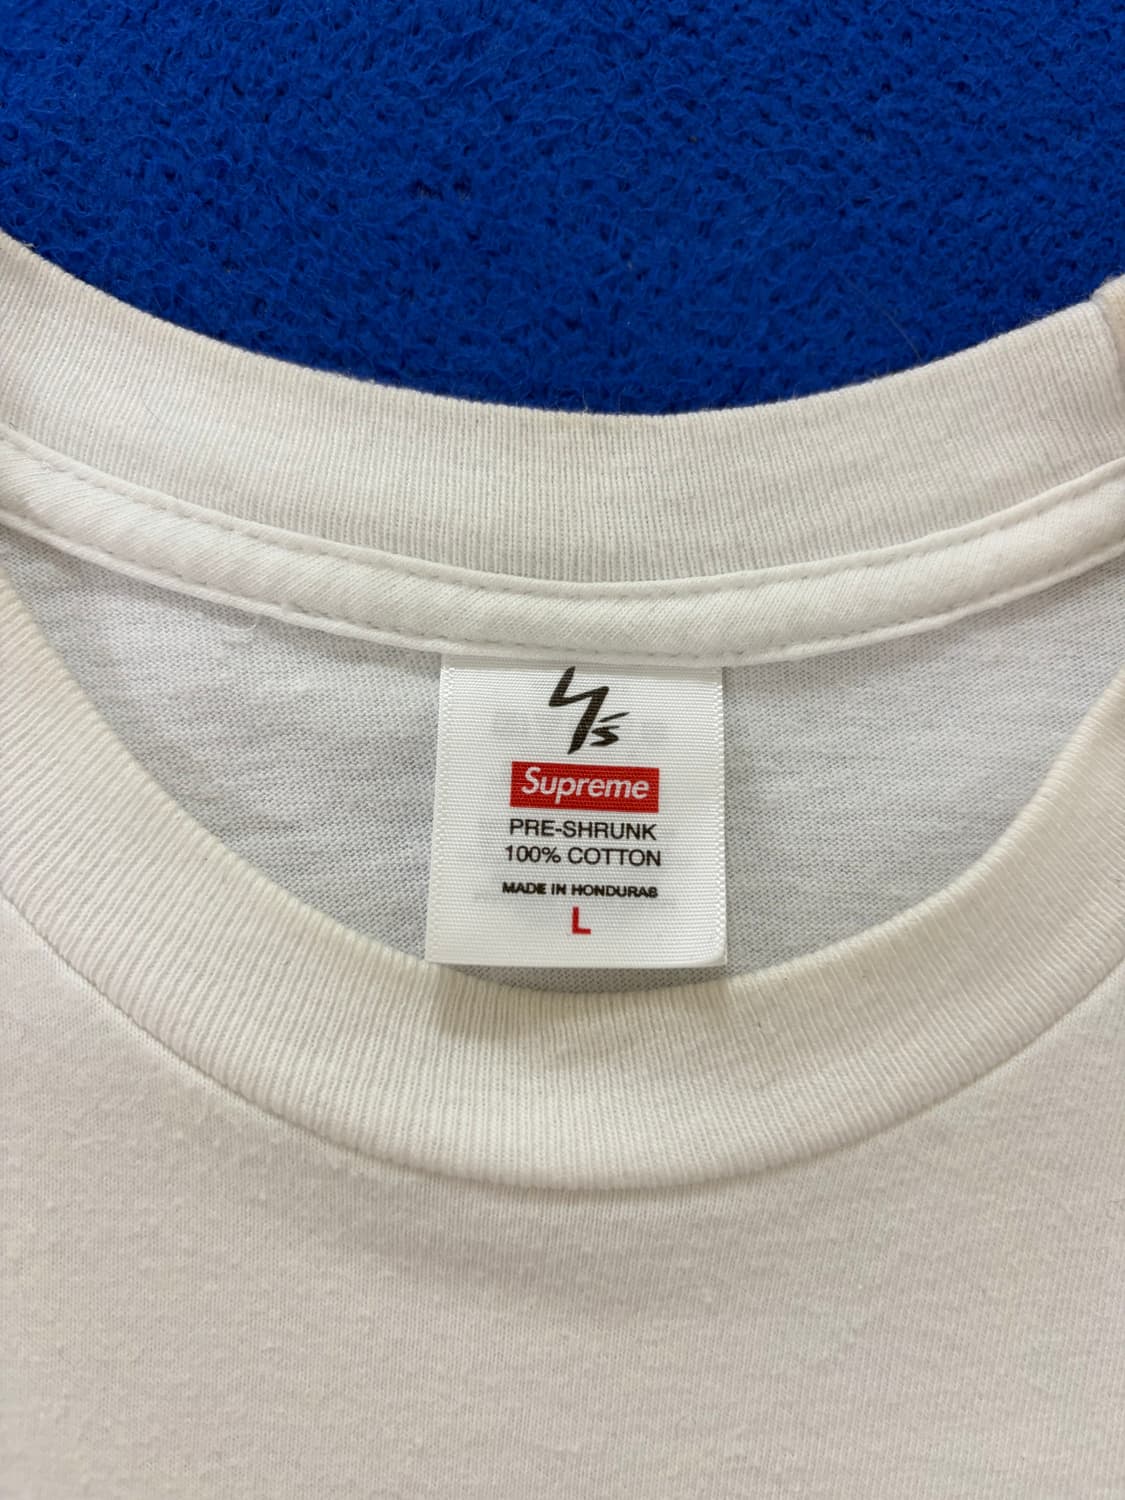 Y's
Supreme
PRE-SHRUNK
100% COTTON
MADE IN HONDURAS
L